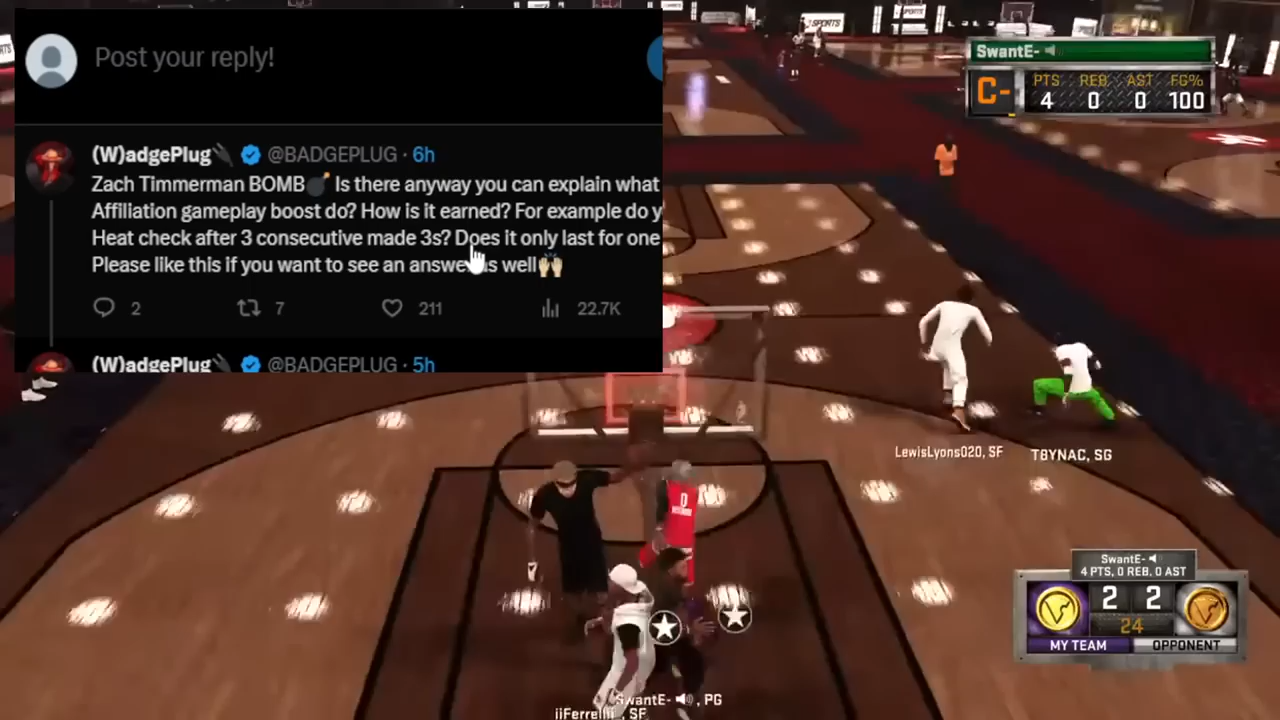 Post your reply!
(W)adgePlug @BADGEPLUG · 6h
Zach Timmerman BOMB💣 Is there anyway you can explain what
Affiliation gameplay boost do? How is it earned? For example do y
Heat check after 3 consecutive made 3s? Does it only last for one
Please like this if you want to see an answer as well🙌🏼
2 7 211 22.7K
(W)adgePlug @BADGEPLUG · 5h
SwantE-
C- PTS REB AST FG%
4 0 0 100
SPORTS
LewisLyons020, SF
T8YNAC, SG
SwantE-
4 PTS, 0 REB, 0 AST
2 2
24
MY TEAM OPPONENT
SwantE- , PG
, SF